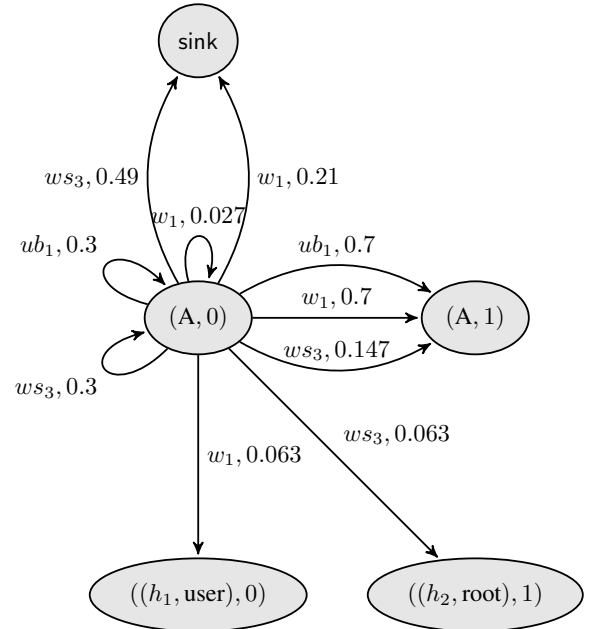 sink
ws₃, 0.49
w₁, 0.21
w₁, 0.027
ub₁, 0.3
ub₁, 0.7
(A, 0)
w₁, 0.7
(A, 1)
ws₃, 0.147
ws₃, 0.3
ws₃, 0.063
w₁, 0.063
((h₁, user), 0)
((h₂, root), 1)